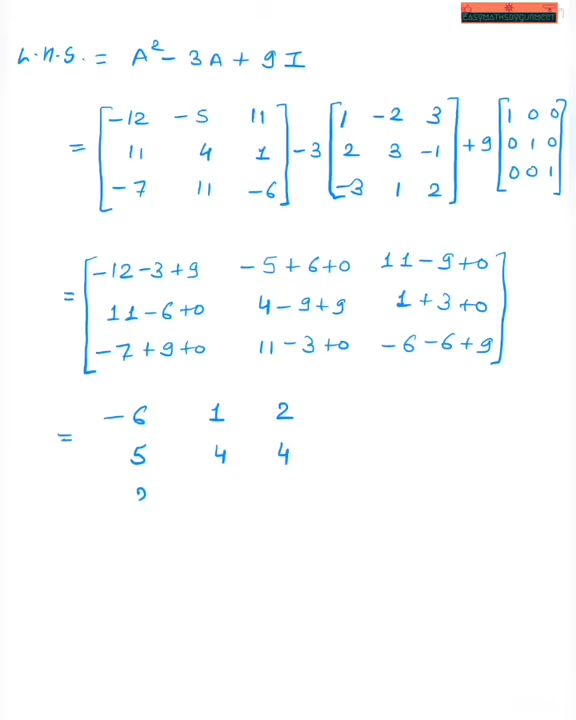 EASYMATHSBYGURMEET
L.H.S. = A² - 3A + 9I
= [-12 -5 11] - 3 [1 -2 3] + 9 [1 0 0]
[11 4 1] [2 3 -1] [0 1 0]
[-7 11 -6] [-3 1 2] [0 0 1]
= [-12-3+9 -5+6+0 11-9+0]
[11-6+0 4-9+9 1+3+0]
[-7+9+0 11-3+0 -6-6+9]
= -6 1 2
5 4 4